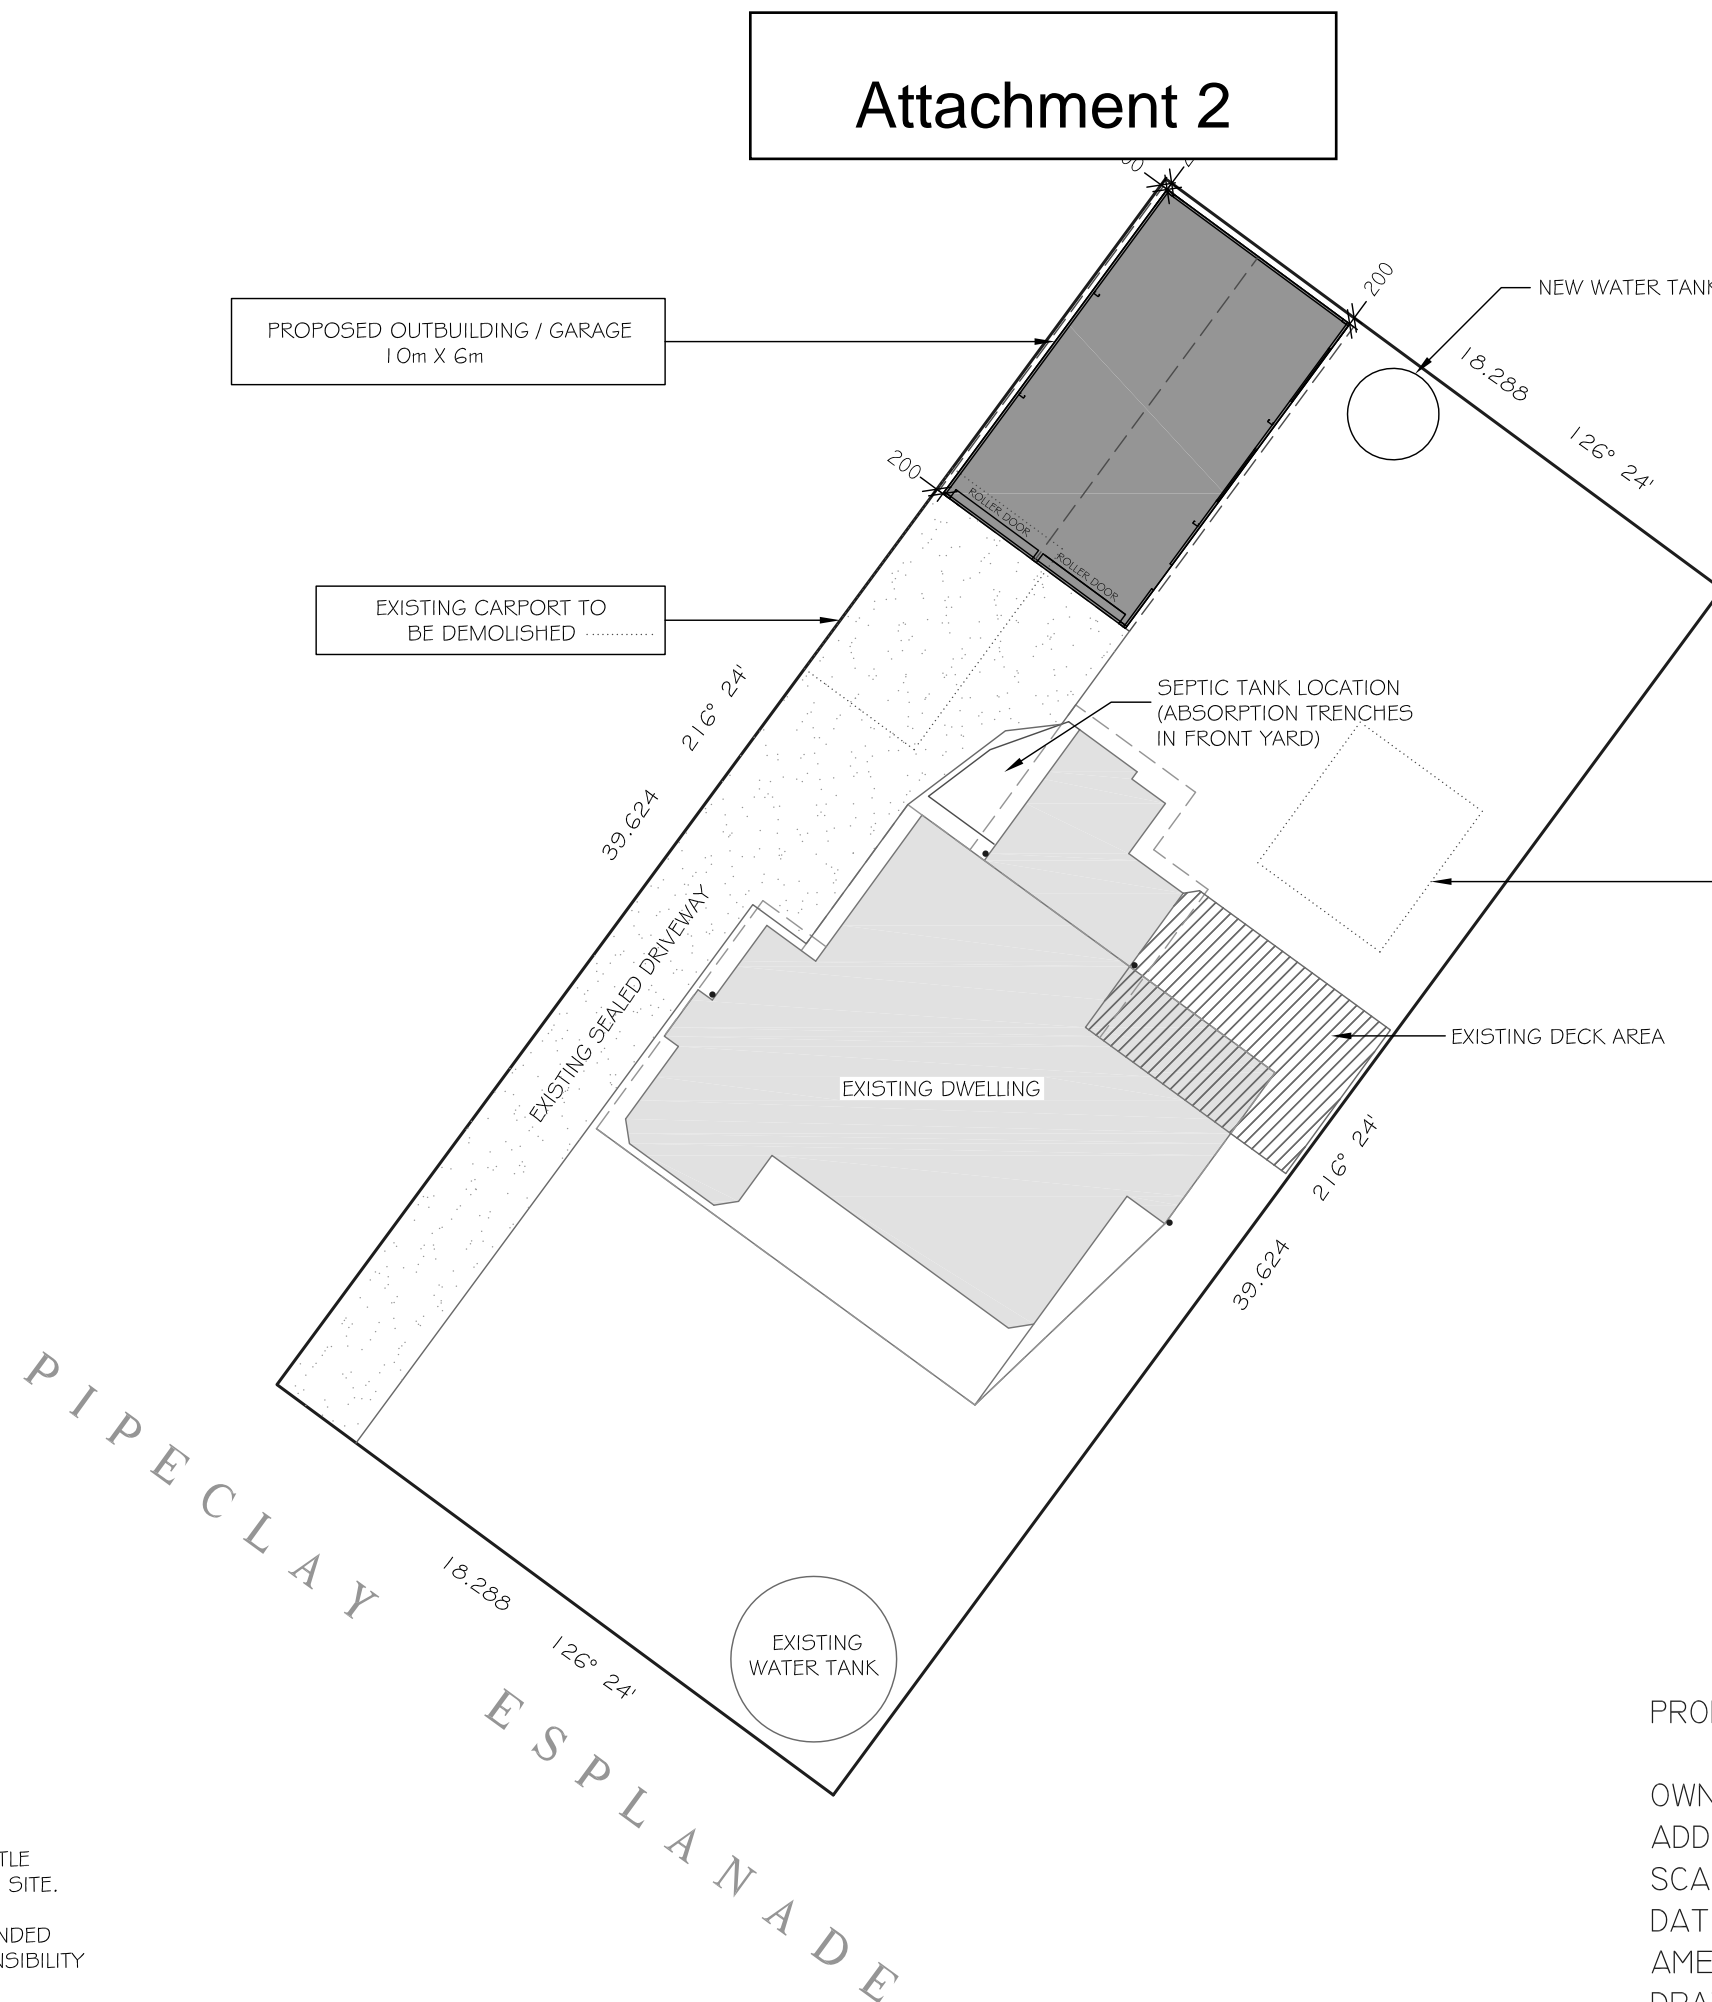 Attachment 2
200
NEW WATER TANK
PROPOSED OUTBUILDING / GARAGE
10m X 6m
18.288
126° 24'
200
ROLLER DOOR
ROLLER DOOR
EXISTING CARPORT TO
BE DEMOLISHED
216° 24'
39.624
SEPTIC TANK LOCATION
(ABSORPTION TRENCHES
IN FRONT YARD)
EXISTING SEALED DRIVEWAY
EXISTING DECK AREA
EXISTING DWELLING
216° 24'
39.624
PIPECLAY ESPLANADE
18.288
126° 24'
EXISTING
WATER TANK
SITE.